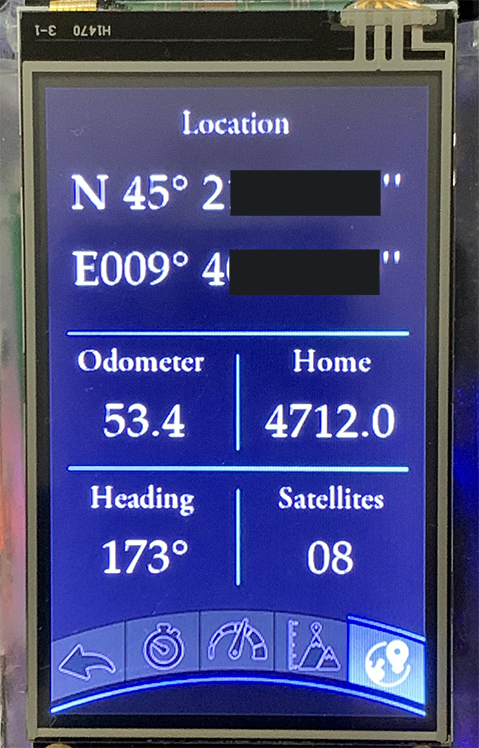 H1470 3-1
Location
N 45° 2 "
E009° 4 "
Odometer Home
53.4 4712.0
Heading Satellites
173° 08